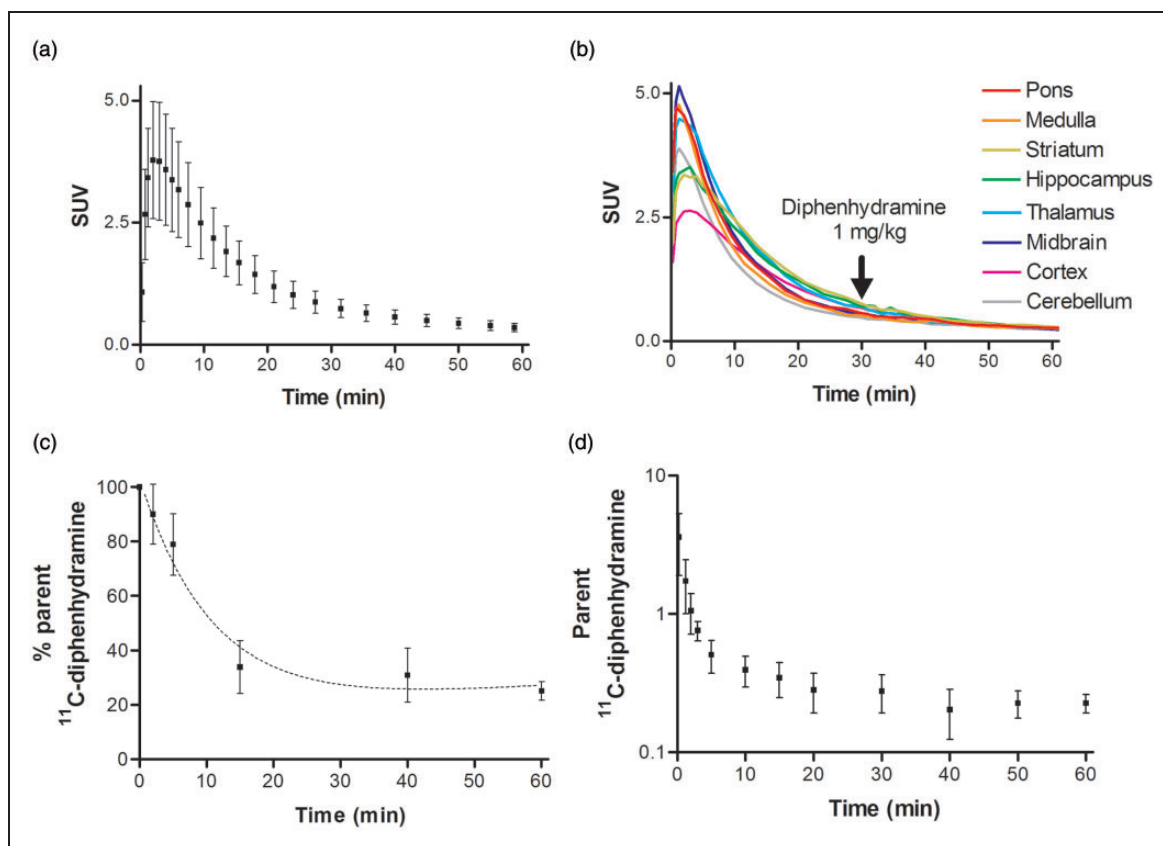 (a)
5.0
2.5
0.0
SUV
0 10 20 30 40 50 60
Time (min)
(b)
5.0
2.5
0.0
SUV
Diphenhydramine
1 mg/kg
Pons
Medulla
Striatum
Hippocampus
Thalamus
Midbrain
Cortex
Cerebellum
0 10 20 30 40 50 60
Time (min)
(c)
100
80
60
40
20
0
% parent
¹¹C-diphenhydramine
0 10 20 30 40 50 60
Time (min)
(d)
10
1
0.1
Parent
¹¹C-diphenhydramine
0 10 20 30 40 50 60
Time (min)